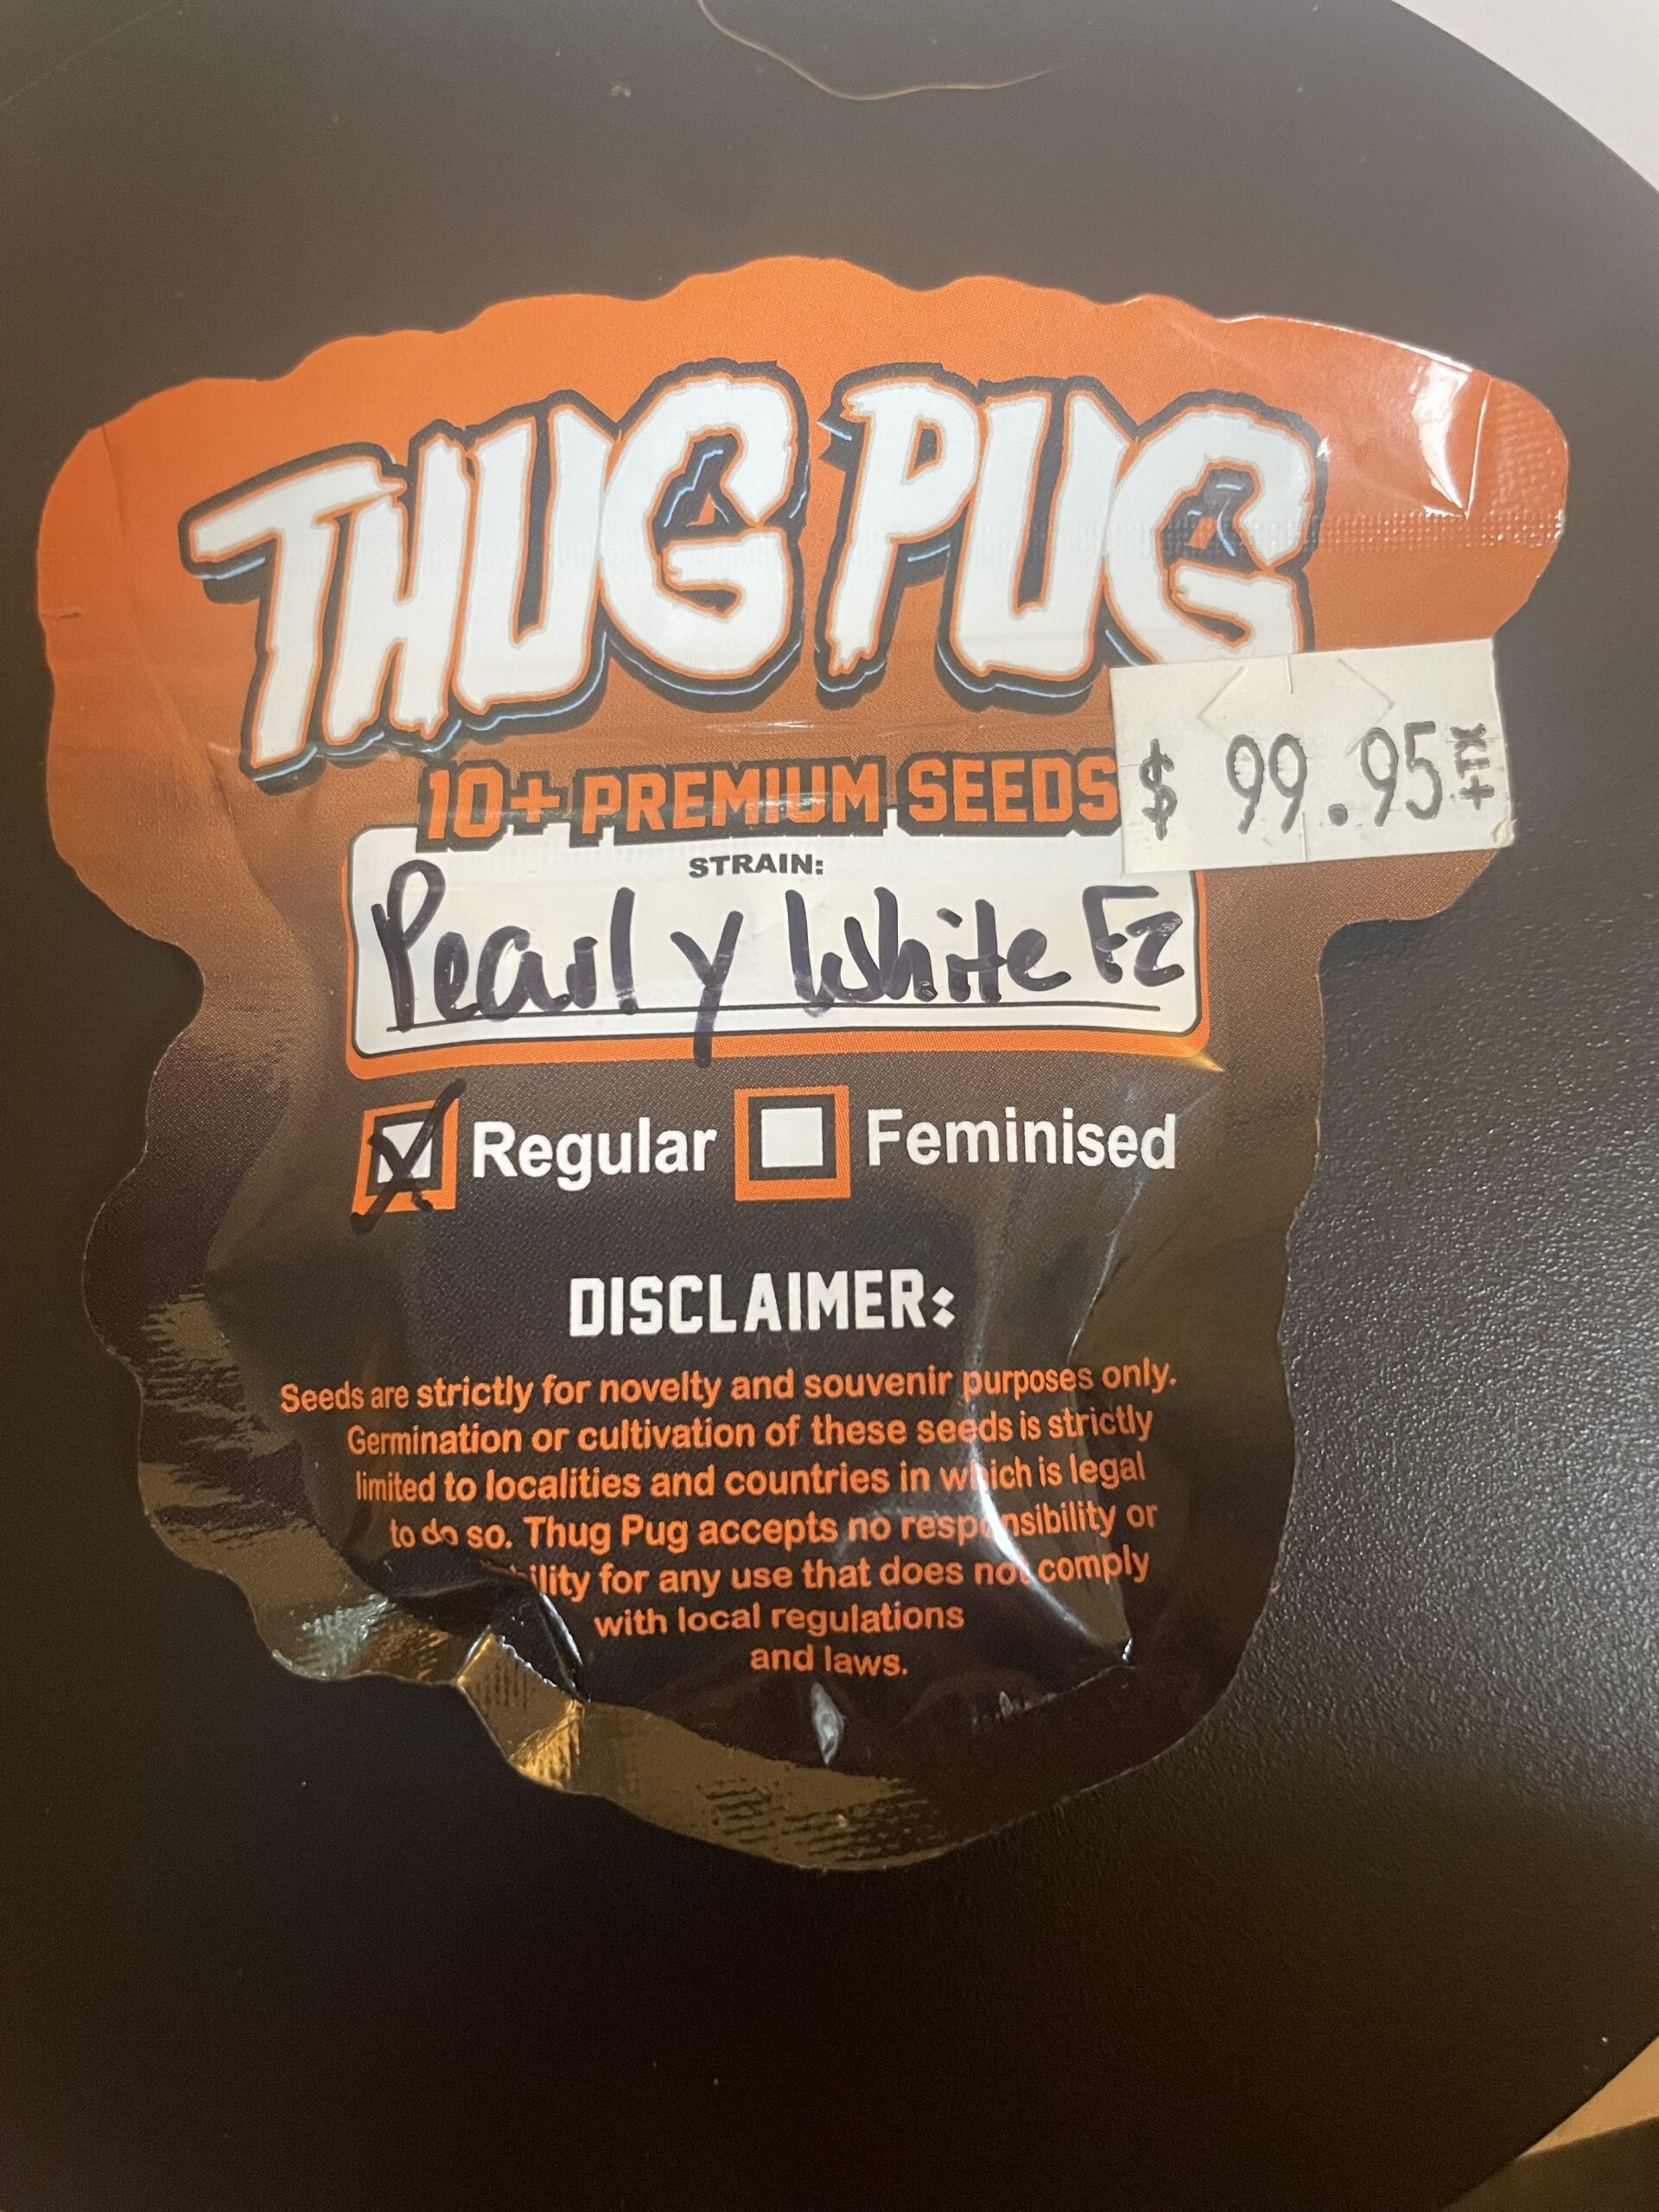 THUG PUG
10+ PREMIUM SEEDS
$ 99.95
STRAIN:
Pearly White F2
Regular Feminised
DISCLAIMER:
Seeds are strictly for novelty and souvenir purposes only.
Germination or cultivation of these seeds is strictly
limited to localities and countries in which is legal
to do so. Thug Pug accepts no responsibility or
for any use that does not comply
with local regulations
and laws.